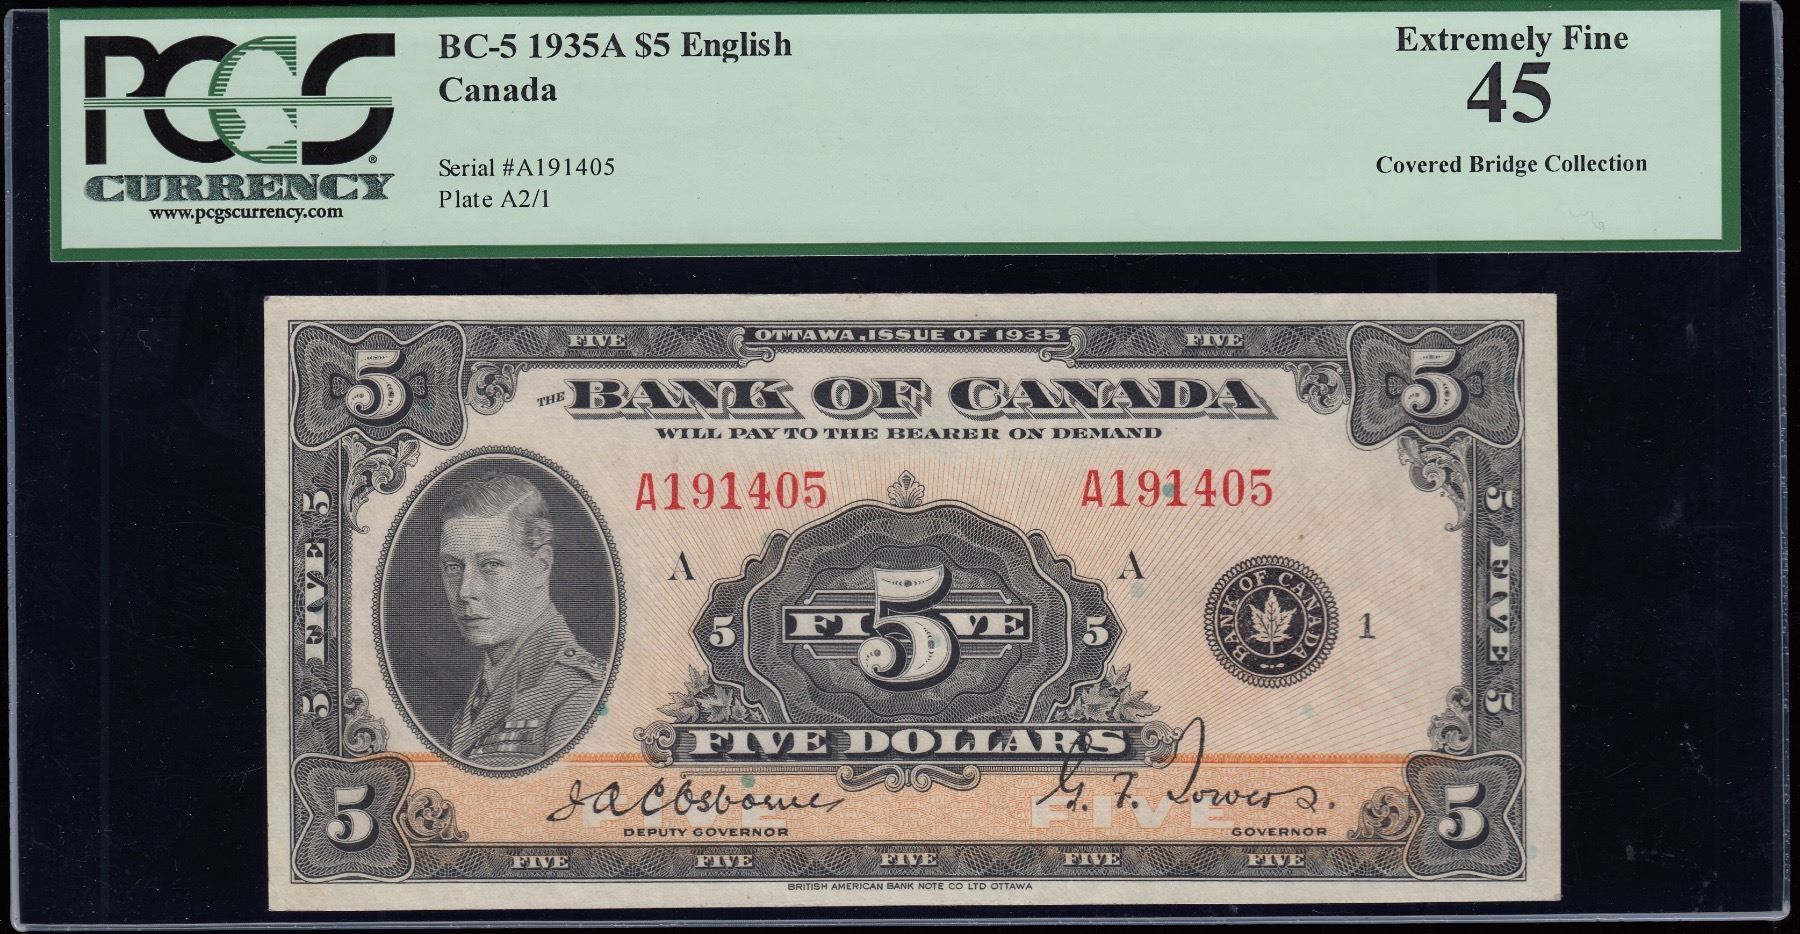 PCGS
CURRENCY
www.pcgscurrency.com
BC-5 1935A $5 English
Canada
Serial #A191405
Plate A2/1
Extremely Fine
45
Covered Bridge Collection
5 FIVE OTTAWA, ISSUE OF 1935 FIVE 5
THE BANK OF CANADA
WILL PAY TO THE BEARER ON DEMAND
A191405 A191405
A A
5 FIVE 5
5 FIVE 5 5
BANK OF CANADA
1
5 FIVE 5
FIVE DOLLARS
J A C Osborne G. F. Towers.
FIVE FIVE
DEPUTY GOVERNOR GOVERNOR
5 5
FIVE FIVE FIVE FIVE FIVE
BRITISH AMERICAN BANK NOTE CO LTD OTTAWA